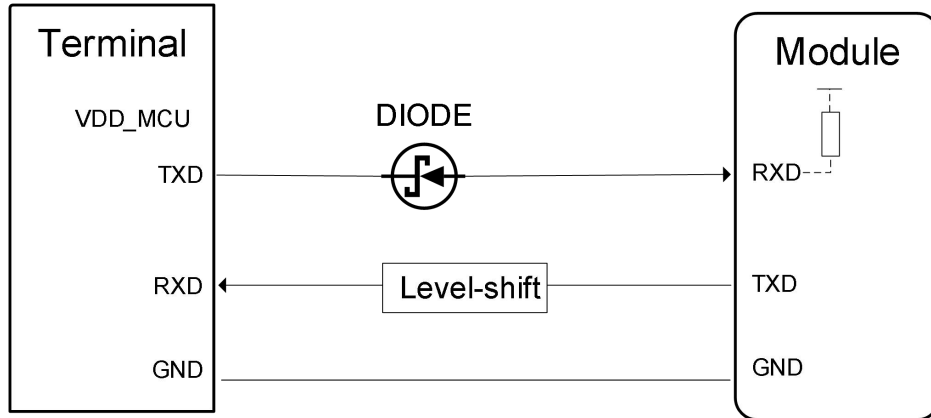 Terminal
Module
VDD_MCU
DIODE
TXD
RXD
RXD
Level-shift
TXD
GND
GND